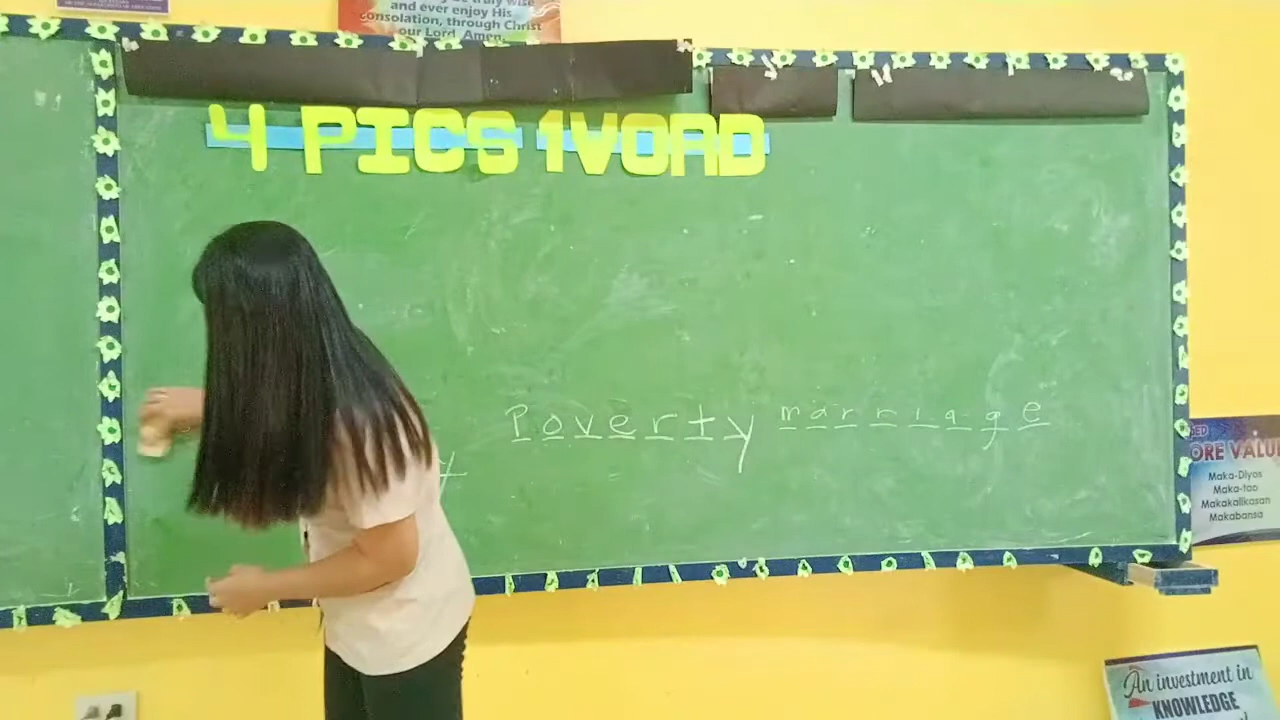 and ever enjoy His
consolation, through Christ
our Lord. Amen.
4 PICS 1WORD
Poverty marriage
t
ORE VALU
Maka-Diyos
Maka-tao
Makakalikasan
Makabansa
An investment in
KNOWLEDGE